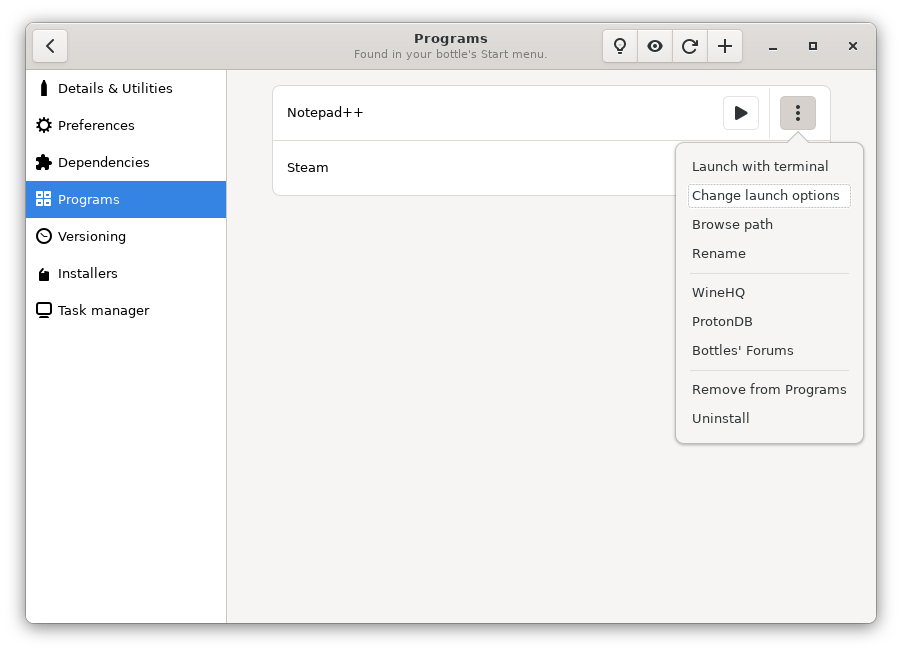 Programs
Found in your bottle's Start menu.
Details & Utilities
Preferences
Dependencies
Programs
Versioning
Installers
Task manager
Notepad++
Steam
Launch with terminal
Change launch options
Browse path
Rename
WineHQ
ProtonDB
Bottles' Forums
Remove from Programs
Uninstall